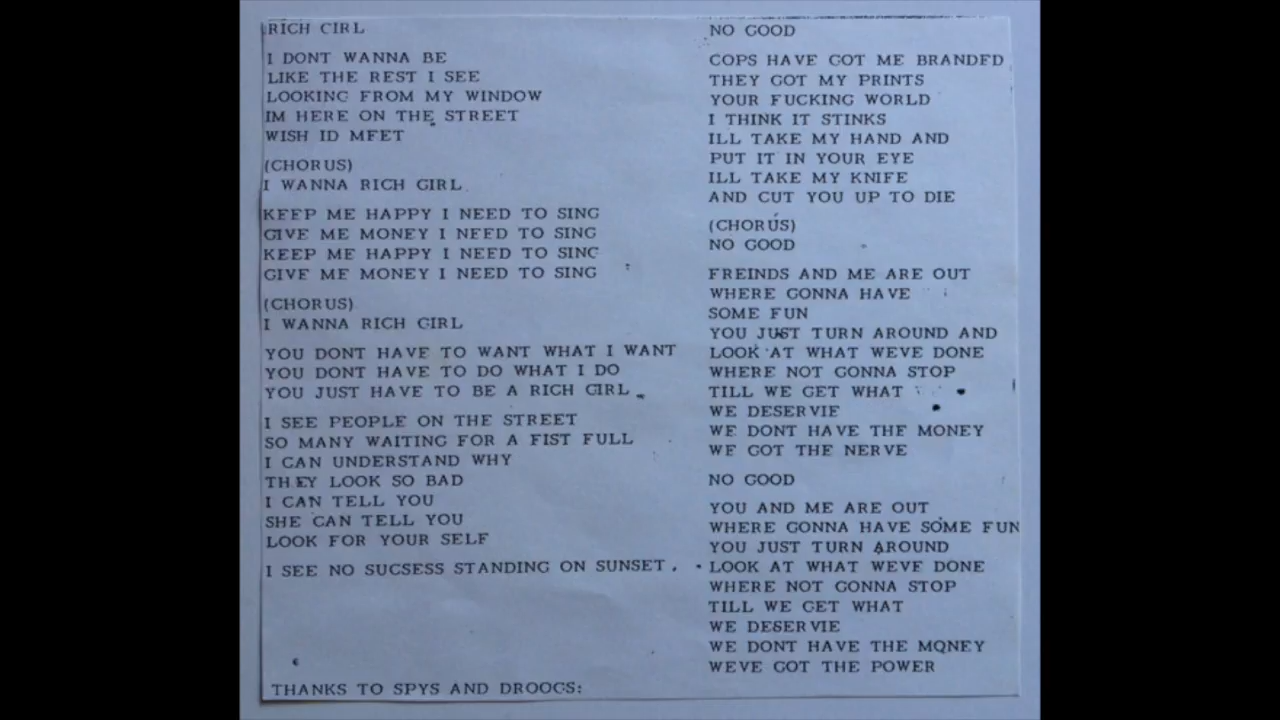 RICH GIRL
I DONT WANNA BE
LIKE THE REST I SEE
LOOKING FROM MY WINDOW
IM HERE ON THE STREET
WISH ID MEET
(CHORUS)
I WANNA RICH GIRL
KEEP ME HAPPY I NEED TO SING
GIVE ME MONEY I NEED TO SING
KEEP ME HAPPY I NEED TO SING
GIVE ME MONEY I NEED TO SING
(CHORUS)
I WANNA RICH GIRL
YOU DONT HAVE TO WANT WHAT I WANT
YOU DONT HAVE TO DO WHAT I DO
YOU JUST HAVE TO BE A RICH GIRL
I SEE PEOPLE ON THE STREET
SO MANY WAITING FOR A FIST FULL
I CAN UNDERSTAND WHY
THEY LOOK SO BAD
I CAN TELL YOU
SHE CAN TELL YOU
LOOK FOR YOUR SELF
I SEE NO SUCSESS STANDING ON SUNSET.
THANKS TO SPYS AND DROOGS:
NO GOOD
COPS HAVE GOT ME BRANDED
THEY GOT MY PRINTS
YOUR FUCKING WORLD
I THINK IT STINKS
ILL TAKE MY HAND AND
PUT IT IN YOUR EYE
ILL TAKE MY KNIFE
AND CUT YOU UP TO DIE
(CHORUS)
NO GOOD
FREINDS AND ME ARE OUT
WHERE GONNA HAVE
SOME FUN
YOU JUST TURN AROUND AND
LOOK AT WHAT WEVE DONE
WHERE NOT GONNA STOP
TILL WE GET WHAT
WE DESERVIE
WE DONT HAVE THE MONEY
WE GOT THE NERVE
NO GOOD
YOU AND ME ARE OUT
WHERE GONNA HAVE SOME FUN
YOU JUST TURN AROUND
LOOK AT WHAT WEVE DONE
WHERE NOT GONNA STOP
TILL WE GET WHAT
WE DESERVIE
WE DONT HAVE THE MONEY
WEVE GOT THE POWER